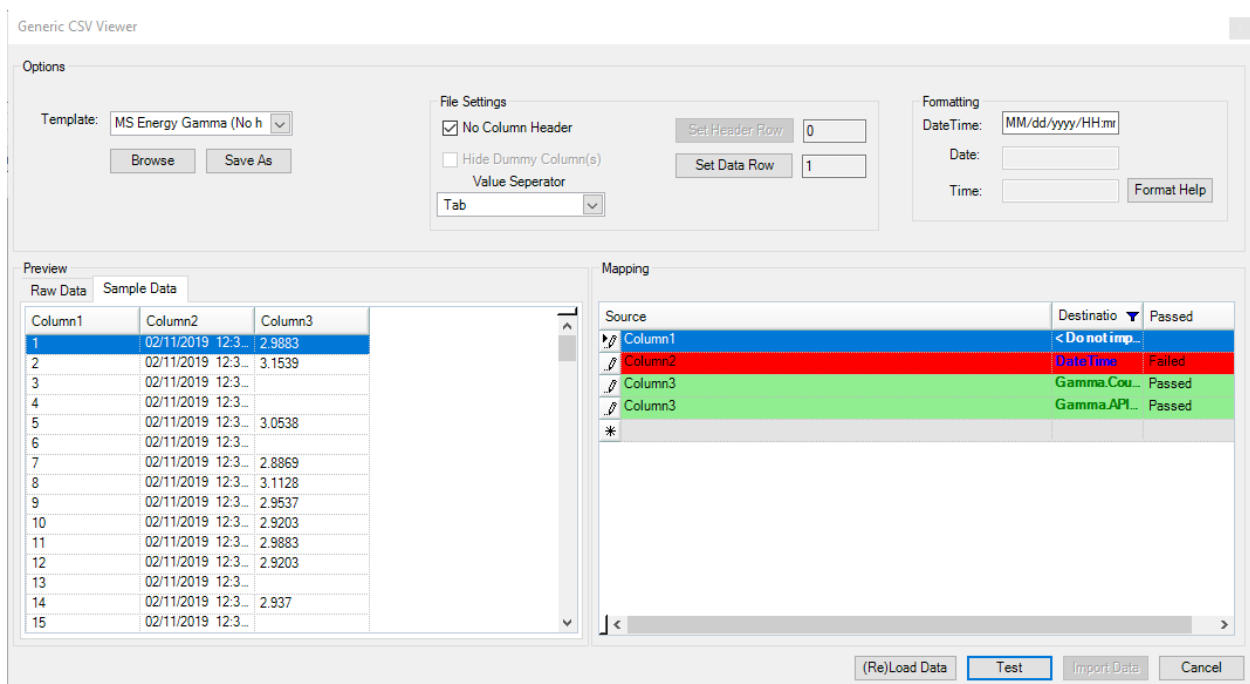 Generic CSV Viewer
Options
Template: MS Energy Gamma (No h
Browse Save As
File Settings
No Column Header
Set Header Row 0
Hide Dummy Column(s)
Set Data Row 1
Value Seperator
Tab
Formatting
DateTime: MM/dd/yyyy/HH:mr
Date:
Time:
Format Help
Preview
Raw Data Sample Data
Column1 Column2 Column3
1 02/11/2019 12:3... 2.9883
2 02/11/2019 12:3... 3.1539
3 02/11/2019 12:3...
4 02/11/2019 12:3...
5 02/11/2019 12:3... 3.0538
6 02/11/2019 12:3...
7 02/11/2019 12:3... 2.8869
8 02/11/2019 12:3... 3.1128
9 02/11/2019 12:3... 2.9537
10 02/11/2019 12:3... 2.9203
11 02/11/2019 12:3... 2.9883
12 02/11/2019 12:3... 2.9203
13 02/11/2019 12:3...
14 02/11/2019 12:3... 2.937
15 02/11/2019 12:3...
Mapping
Source Destinatio Passed
Column1 <Do not imp...
Column2 DateTime Failed
Column3 Gamma.Cou... Passed
Column3 Gamma.API... Passed
(Re)Load Data Test Import Data Cancel